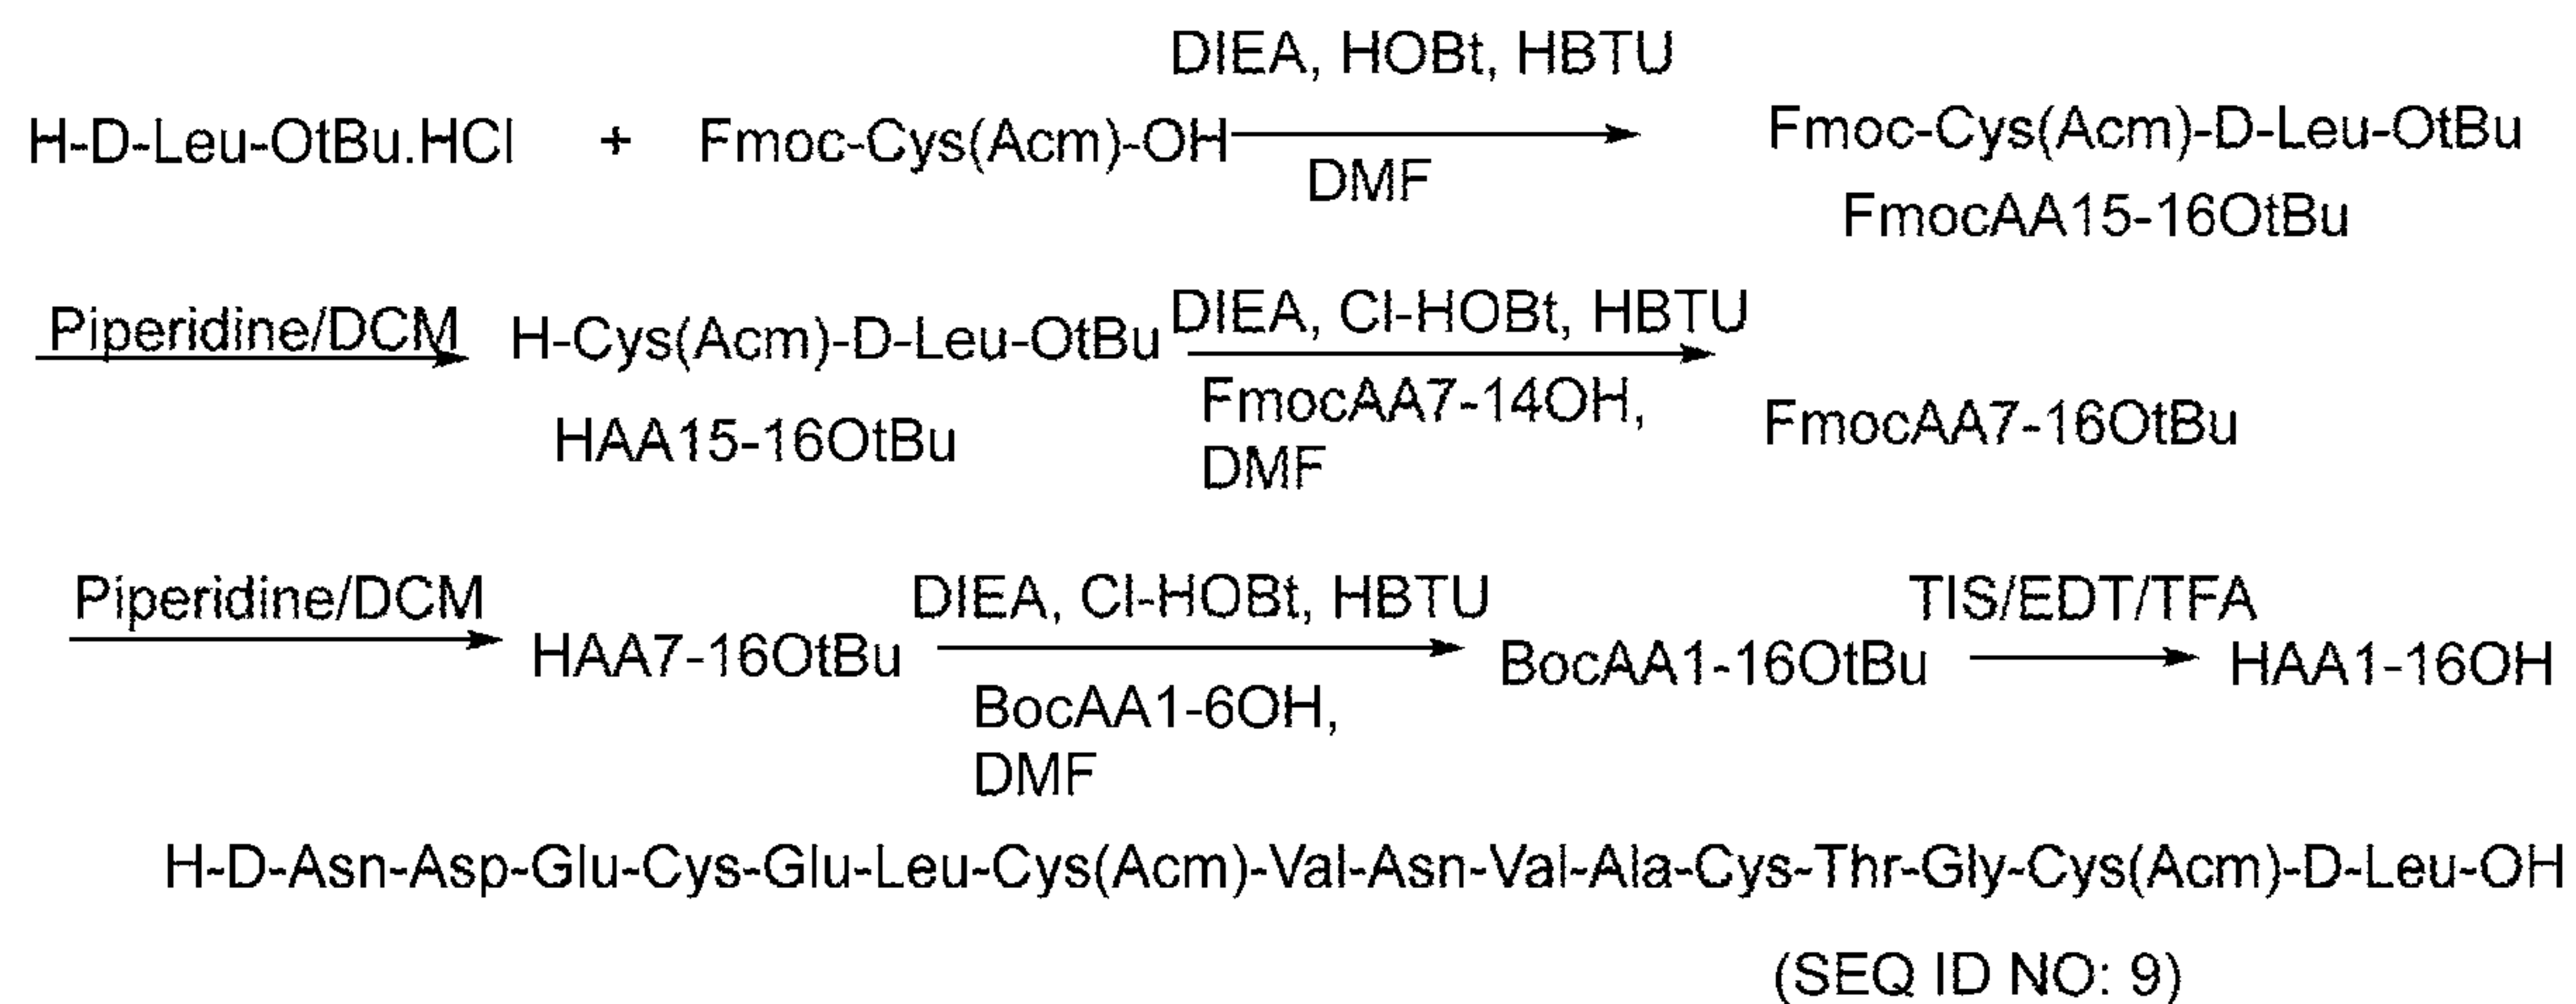 DIEA, HOBt, HBTU
H-D-Leu-OtBu.HCl + Fmoc-Cys(Acm)-OH Fmoc-Cys(Acm)-D-Leu-OtBu
DMF
FmocAA15-16OtBu
Piperidine/DCM H-Cys(Acm)-D-Leu-OtBu DIEA, Cl-HOBt, HBTU
HAA15-16OtBu FmocAA7-14OH, FmocAA7-16OtBu
DMF
Piperidine/DCM DIEA, Cl-HOBt, HBTU TIS/EDT/TFA
HAA7-16OtBu BocAA1-16OtBu HAA1-16OH
BocAA1-6OH,
DMF
H-D-Asn-Asp-Glu-Cys-Glu-Leu-Cys(Acm)-Val-Asn-Val-Ala-Cys-Thr-Gly-Cys(Acm)-D-Leu-OH
(SEQ ID NO: 9)